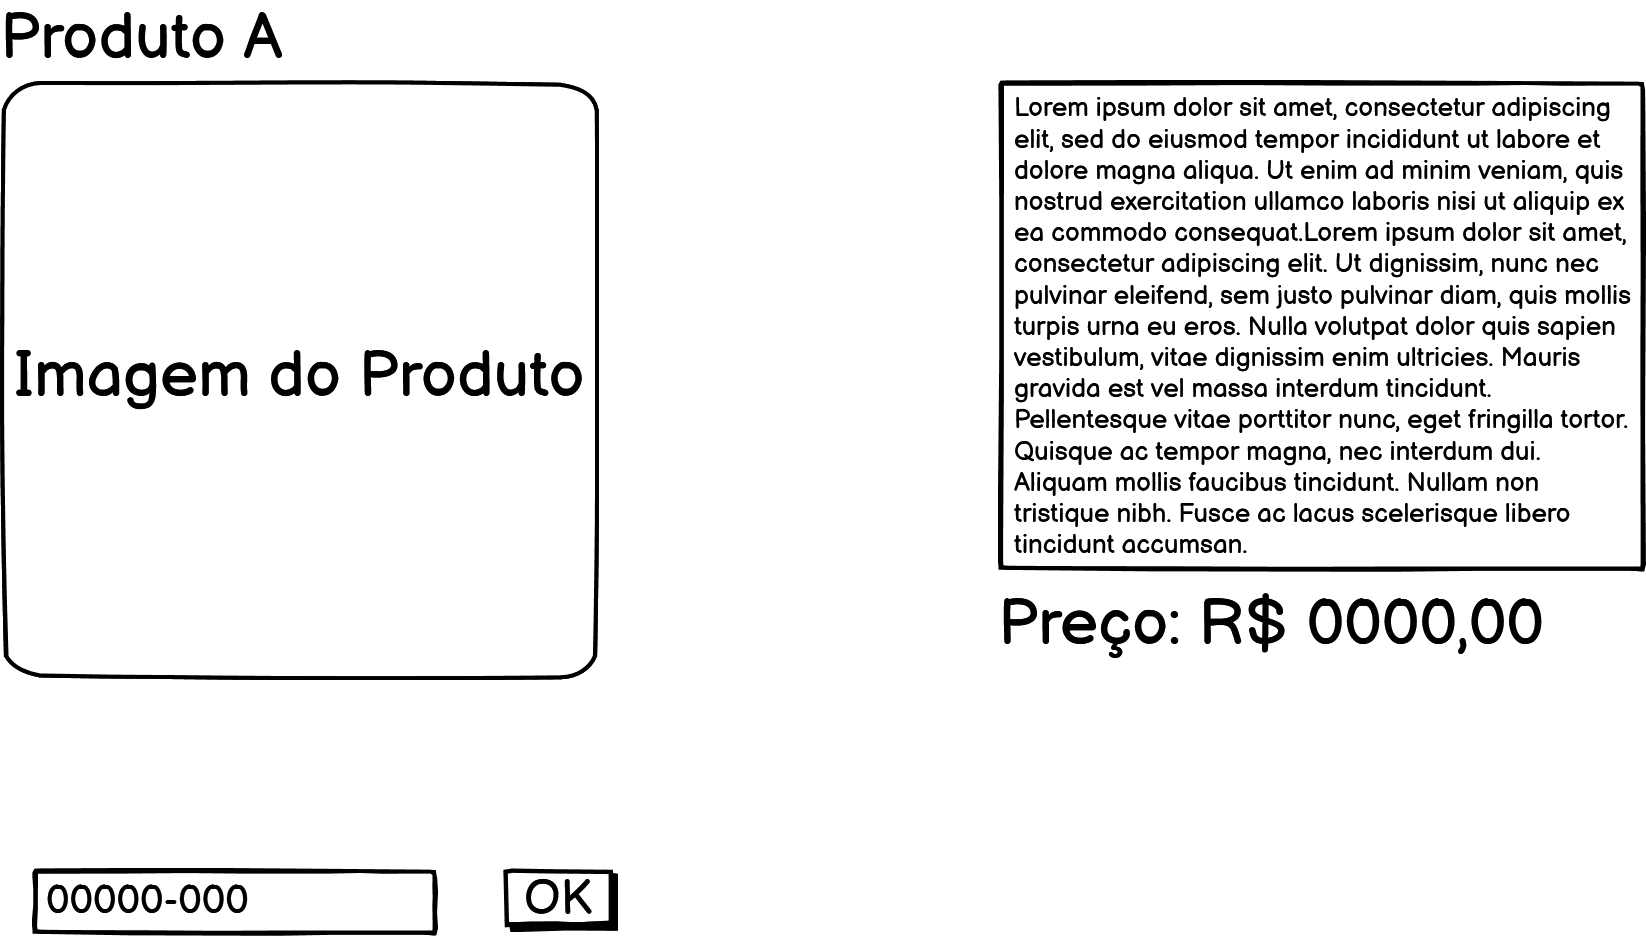 Produto A
Imagem do Produto
Lorem ipsum dolor sit amet, consectetur adipiscing
elit, sed do eiusmod tempor incididunt ut labore et
dolore magna aliqua. Ut enim ad minim veniam, quis
nostrud exercitation ullamco laboris nisi ut aliquip ex
ea commodo consequat.Lorem ipsum dolor sit amet,
consectetur adipiscing elit. Ut dignissim, nunc nec
pulvinar eleifend, sem justo pulvinar diam, quis mollis
turpis urna eu eros. Nulla volutpat dolor quis sapien
vestibulum, vitae dignissim enim ultricies. Mauris
gravida est vel massa interdum tincidunt.
Pellentesque vitae porttitor nunc, eget fringilla tortor.
Quisque ac tempor magna, nec interdum dui.
Aliquam mollis faucibus tincidunt. Nullam non
tristique nibh. Fusce ac lacus scelerisque libero
tincidunt accumsan.
Preço: R$ 0000,00
00000-000
OK